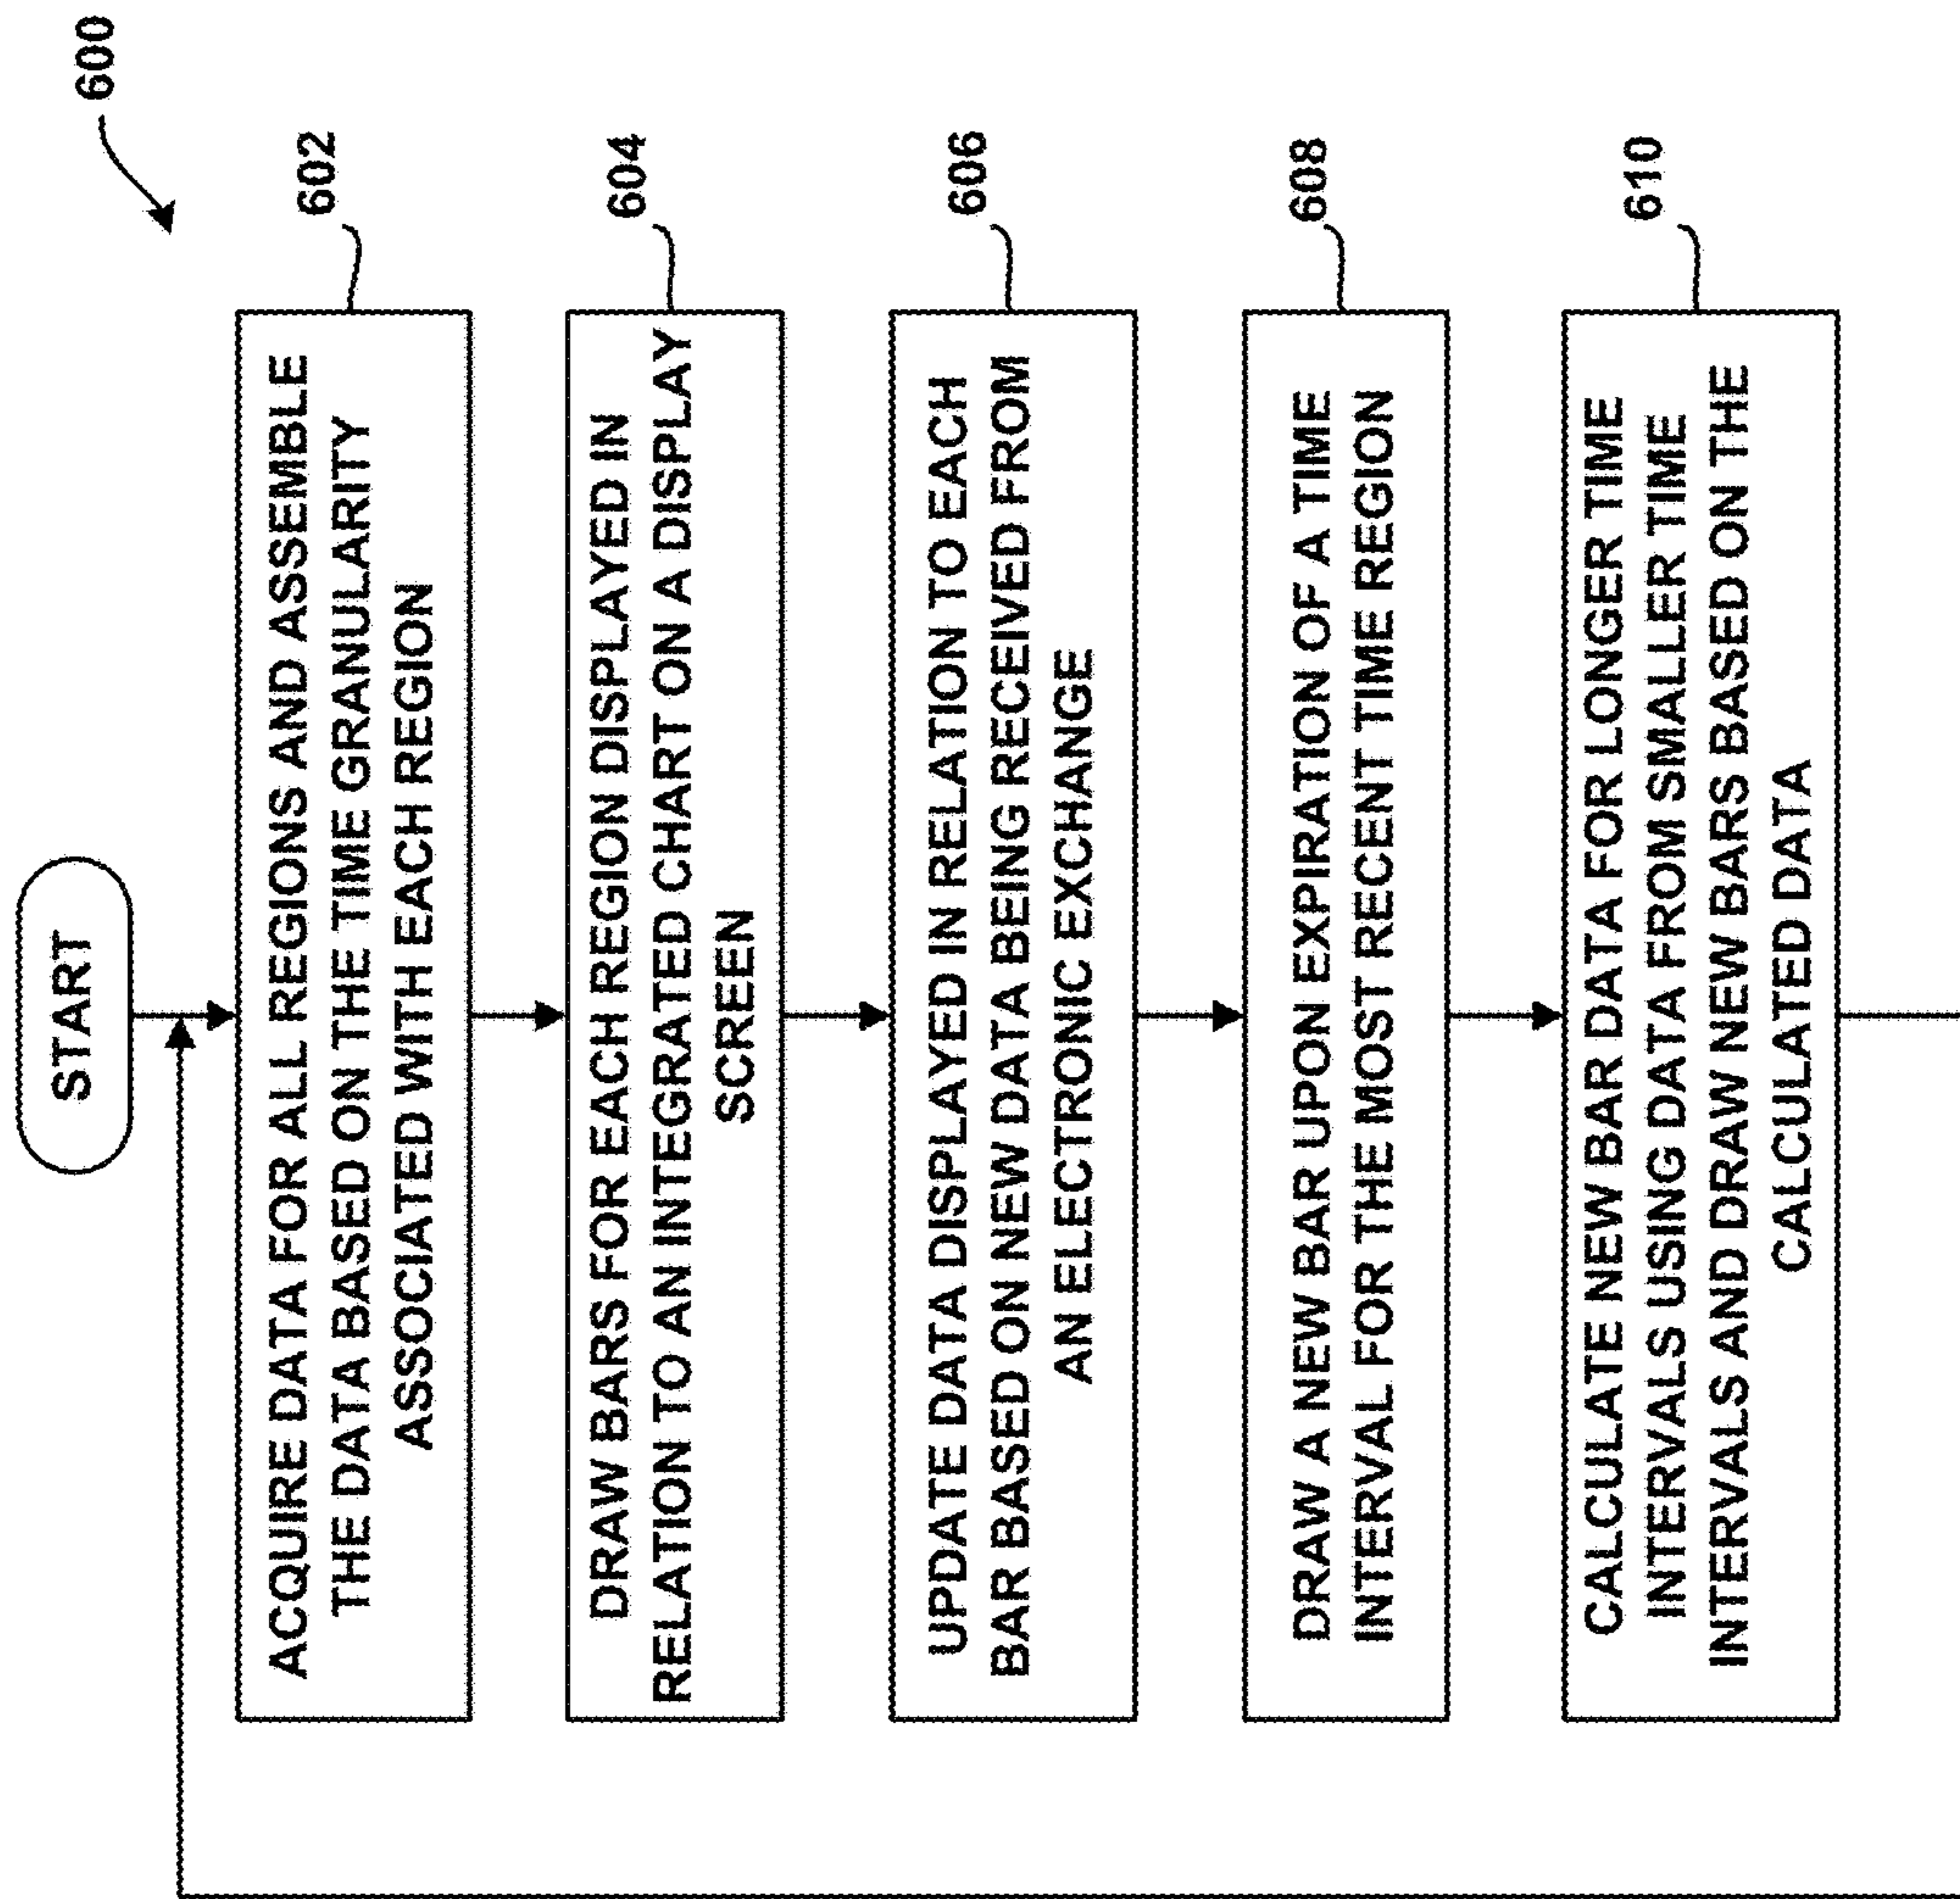 600
START
ACQUIRE DATA FOR ALL REGIONS AND ASSEMBLE
THE DATA BASED ON THE TIME GRANULARITY
ASSOCIATED WITH EACH REGION
602
DRAW BARS FOR EACH REGION DISPLAYED IN
RELATION TO AN INTEGRATED CHART ON A DISPLAY
SCREEN
604
UPDATE DATA DISPLAYED IN RELATION TO EACH
BAR BASED ON NEW DATA BEING RECEIVED FROM
AN ELECTRONIC EXCHANGE
606
DRAW A NEW BAR UPON EXPIRATION OF A TIME
INTERVAL FOR THE MOST RECENT TIME REGION
608
CALCULATE NEW BAR DATA FOR LONGER TIME
INTERVALS USING DATA FROM SMALLER TIME
INTERVALS AND DRAW NEW BARS BASED ON THE
CALCULATED DATA
610